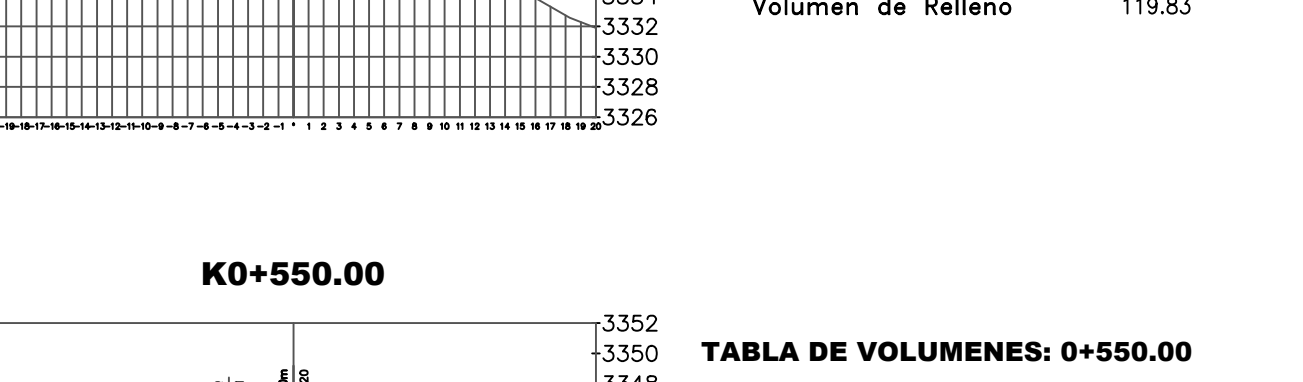 Volumen de Relleno 119.83
3332
3330
3328
3326
-19-18-17-16-15-14-13-12-11-10-9 -8 -7 -6 -5 -4 -3 -2 -1 1 2 3 4 5 6 7 8 9 10 11 12 13 14 15 16 17 18 19 20
K0+550.00
3352
3350
TABLA DE VOLUMENES: 0+550.00
3348
20